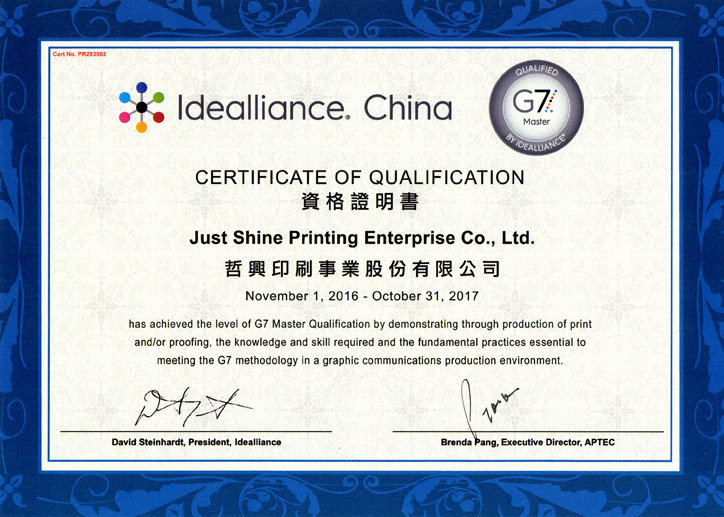 Cert No. PR283902
Idealliance® China
QUALIFIED
G7®
Master
BY IDEALLIANCE®
CERTIFICATE OF QUALIFICATION
資格證明書
Just Shine Printing Enterprise Co., Ltd.
哲興印刷事業股份有限公司
November 1, 2016 - October 31, 2017
has achieved the level of G7 Master Qualification by demonstrating through production of print
and/or proofing, the knowledge and skill required and the fundamental practices essential to
meeting the G7 methodology in a graphic communications production environment.
David Steinhardt, President, Idealliance
Brenda Pang, Executive Director, APTEC